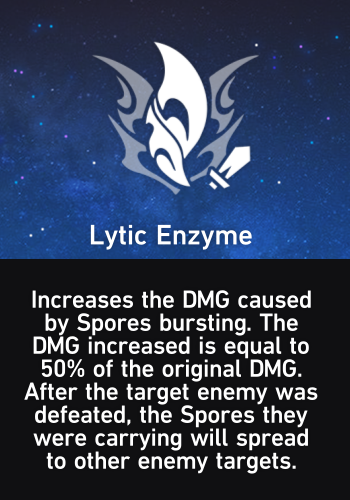 Lytic Enzyme
Increases the DMG caused
by Spores bursting. The
DMG increased is equal to
50% of the original DMG.
After the target enemy was
defeated, the Spores they
were carrying will spread
to other enemy targets.